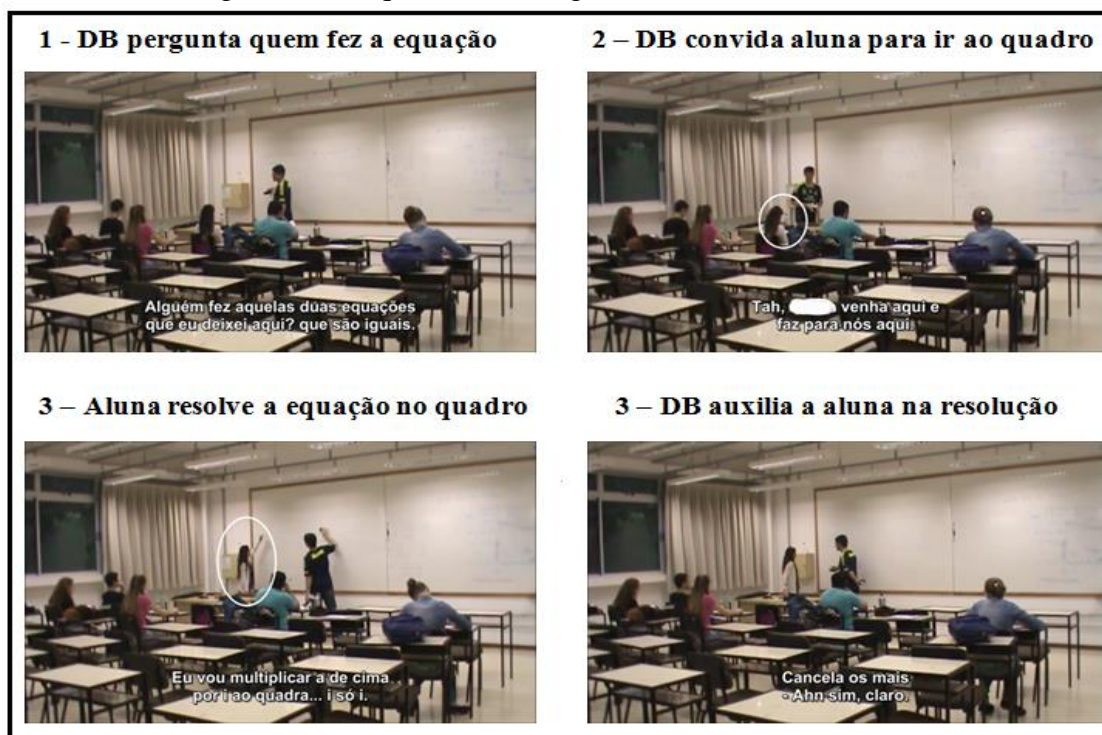 1 - DB pergunta quem fez a equação
2 – DB convida aluna para ir ao quadro
Alguém fez aquelas duas equações
que eu deixei aqui? que são iguais.
Tah, venha aqui e
faz para nós aqui.
3 – Aluna resolve a equação no quadro
3 – DB auxilia a aluna na resolução
Eu vou multiplicar a de cima
por i ao quadra... i só i.
Cancela os mais
- Ahn sim, claro.